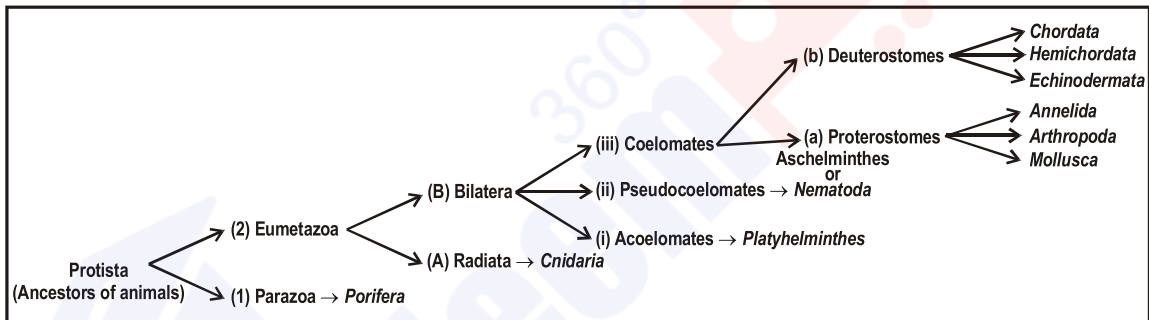 Chordata
(b) Deuterostomes
Hemichordata
Echinodermata
Annelida
(iii) Coelomates
(a) Proterostomes
Arthropoda
Aschelminthes
or
Mollusca
(B) Bilatera
(ii) Pseudocoelomates → Nematoda
(2) Eumetazoa
(i) Acoelomates → Platyhelminthes
(A) Radiata → Cnidaria
Protista
(Ancestors of animals)
(1) Parazoa → Porifera
360°